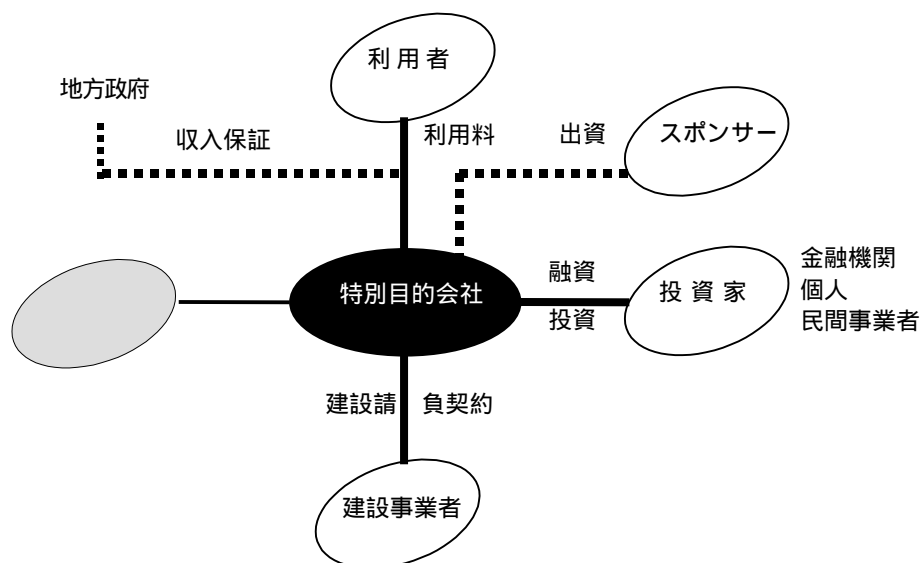 利用者
地方政府
収入保証
利用料
出資
スポンサー
特別目的会社
融資
投資
投資家
金融機関
個人
民間事業者
建設請負契約
建設事業者